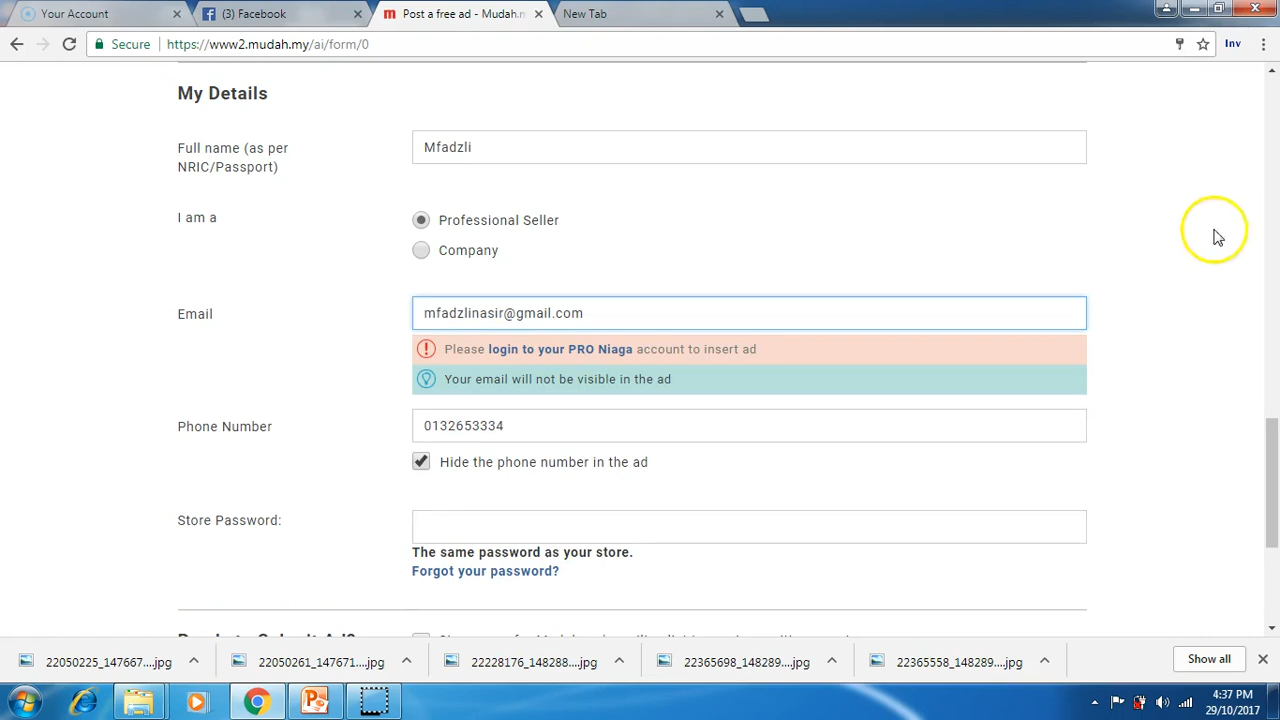 Your Account
(3) Facebook
Post a free ad - Mudah.n
New Tab
Secure
https://www2.mudah.my/ai/form/0
Inv
My Details
Full name (as per
NRIC/Passport)
Mfadzli
I am a
Professional Seller
Company
Email
mfadzlinasir@gmail.com
Please login to your PRO Niaga account to insert ad
Your email will not be visible in the ad
Phone Number
0132653334
Hide the phone number in the ad
Store Password:
The same password as your store.
Forgot your password?
22050225_147667....jpg
22050261_147671....jpg
22228176_148288....jpg
22365698_148289....jpg
22365558_148289....jpg
Show all
4:37 PM
29/10/2017